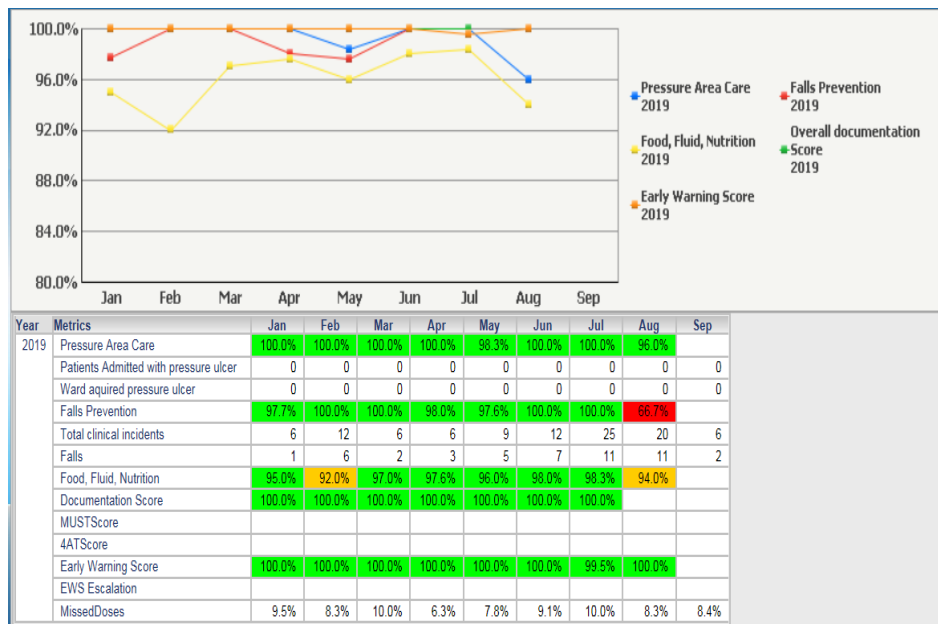 100.0%
96.0%
92.0%
88.0%
84.0%
80.0%
Jan Feb Mar Apr May Jun Jul Aug Sep
Pressure Area Care
2019
Falls Prevention
2019
Food, Fluid, Nutrition
2019
Overall documentation
Score
2019
Early Warning Score
2019
Year Metrics Jan Feb Mar Apr May Jun Jul Aug Sep
2019 Pressure Area Care 100.0% 100.0% 100.0% 100.0% 98.3% 100.0% 100.0% 96.0%
Patients Admitted with pressure ulcer 0 0 0 0 0 0 0 0 0
Ward aquired pressure ulcer 0 0 0 0 0 0 0 0 0
Falls Prevention 97.7% 100.0% 100.0% 98.0% 97.6% 100.0% 100.0% 66.7%
Total clinical incidents 6 12 6 6 9 12 25 20 6
Falls 1 6 2 3 5 7 11 11 2
Food, Fluid, Nutrition 95.0% 92.0% 97.0% 97.6% 96.0% 98.0% 98.3% 94.0%
Documentation Score 100.0% 100.0% 100.0% 100.0% 100.0% 100.0% 100.0%
MUSTScore
4ATScore
Early Warning Score 100.0% 100.0% 100.0% 100.0% 100.0% 100.0% 99.5% 100.0%
EWS Escalation
MissedDoses 9.5% 8.3% 10.0% 6.3% 7.8% 9.1% 10.0% 8.3% 8.4%